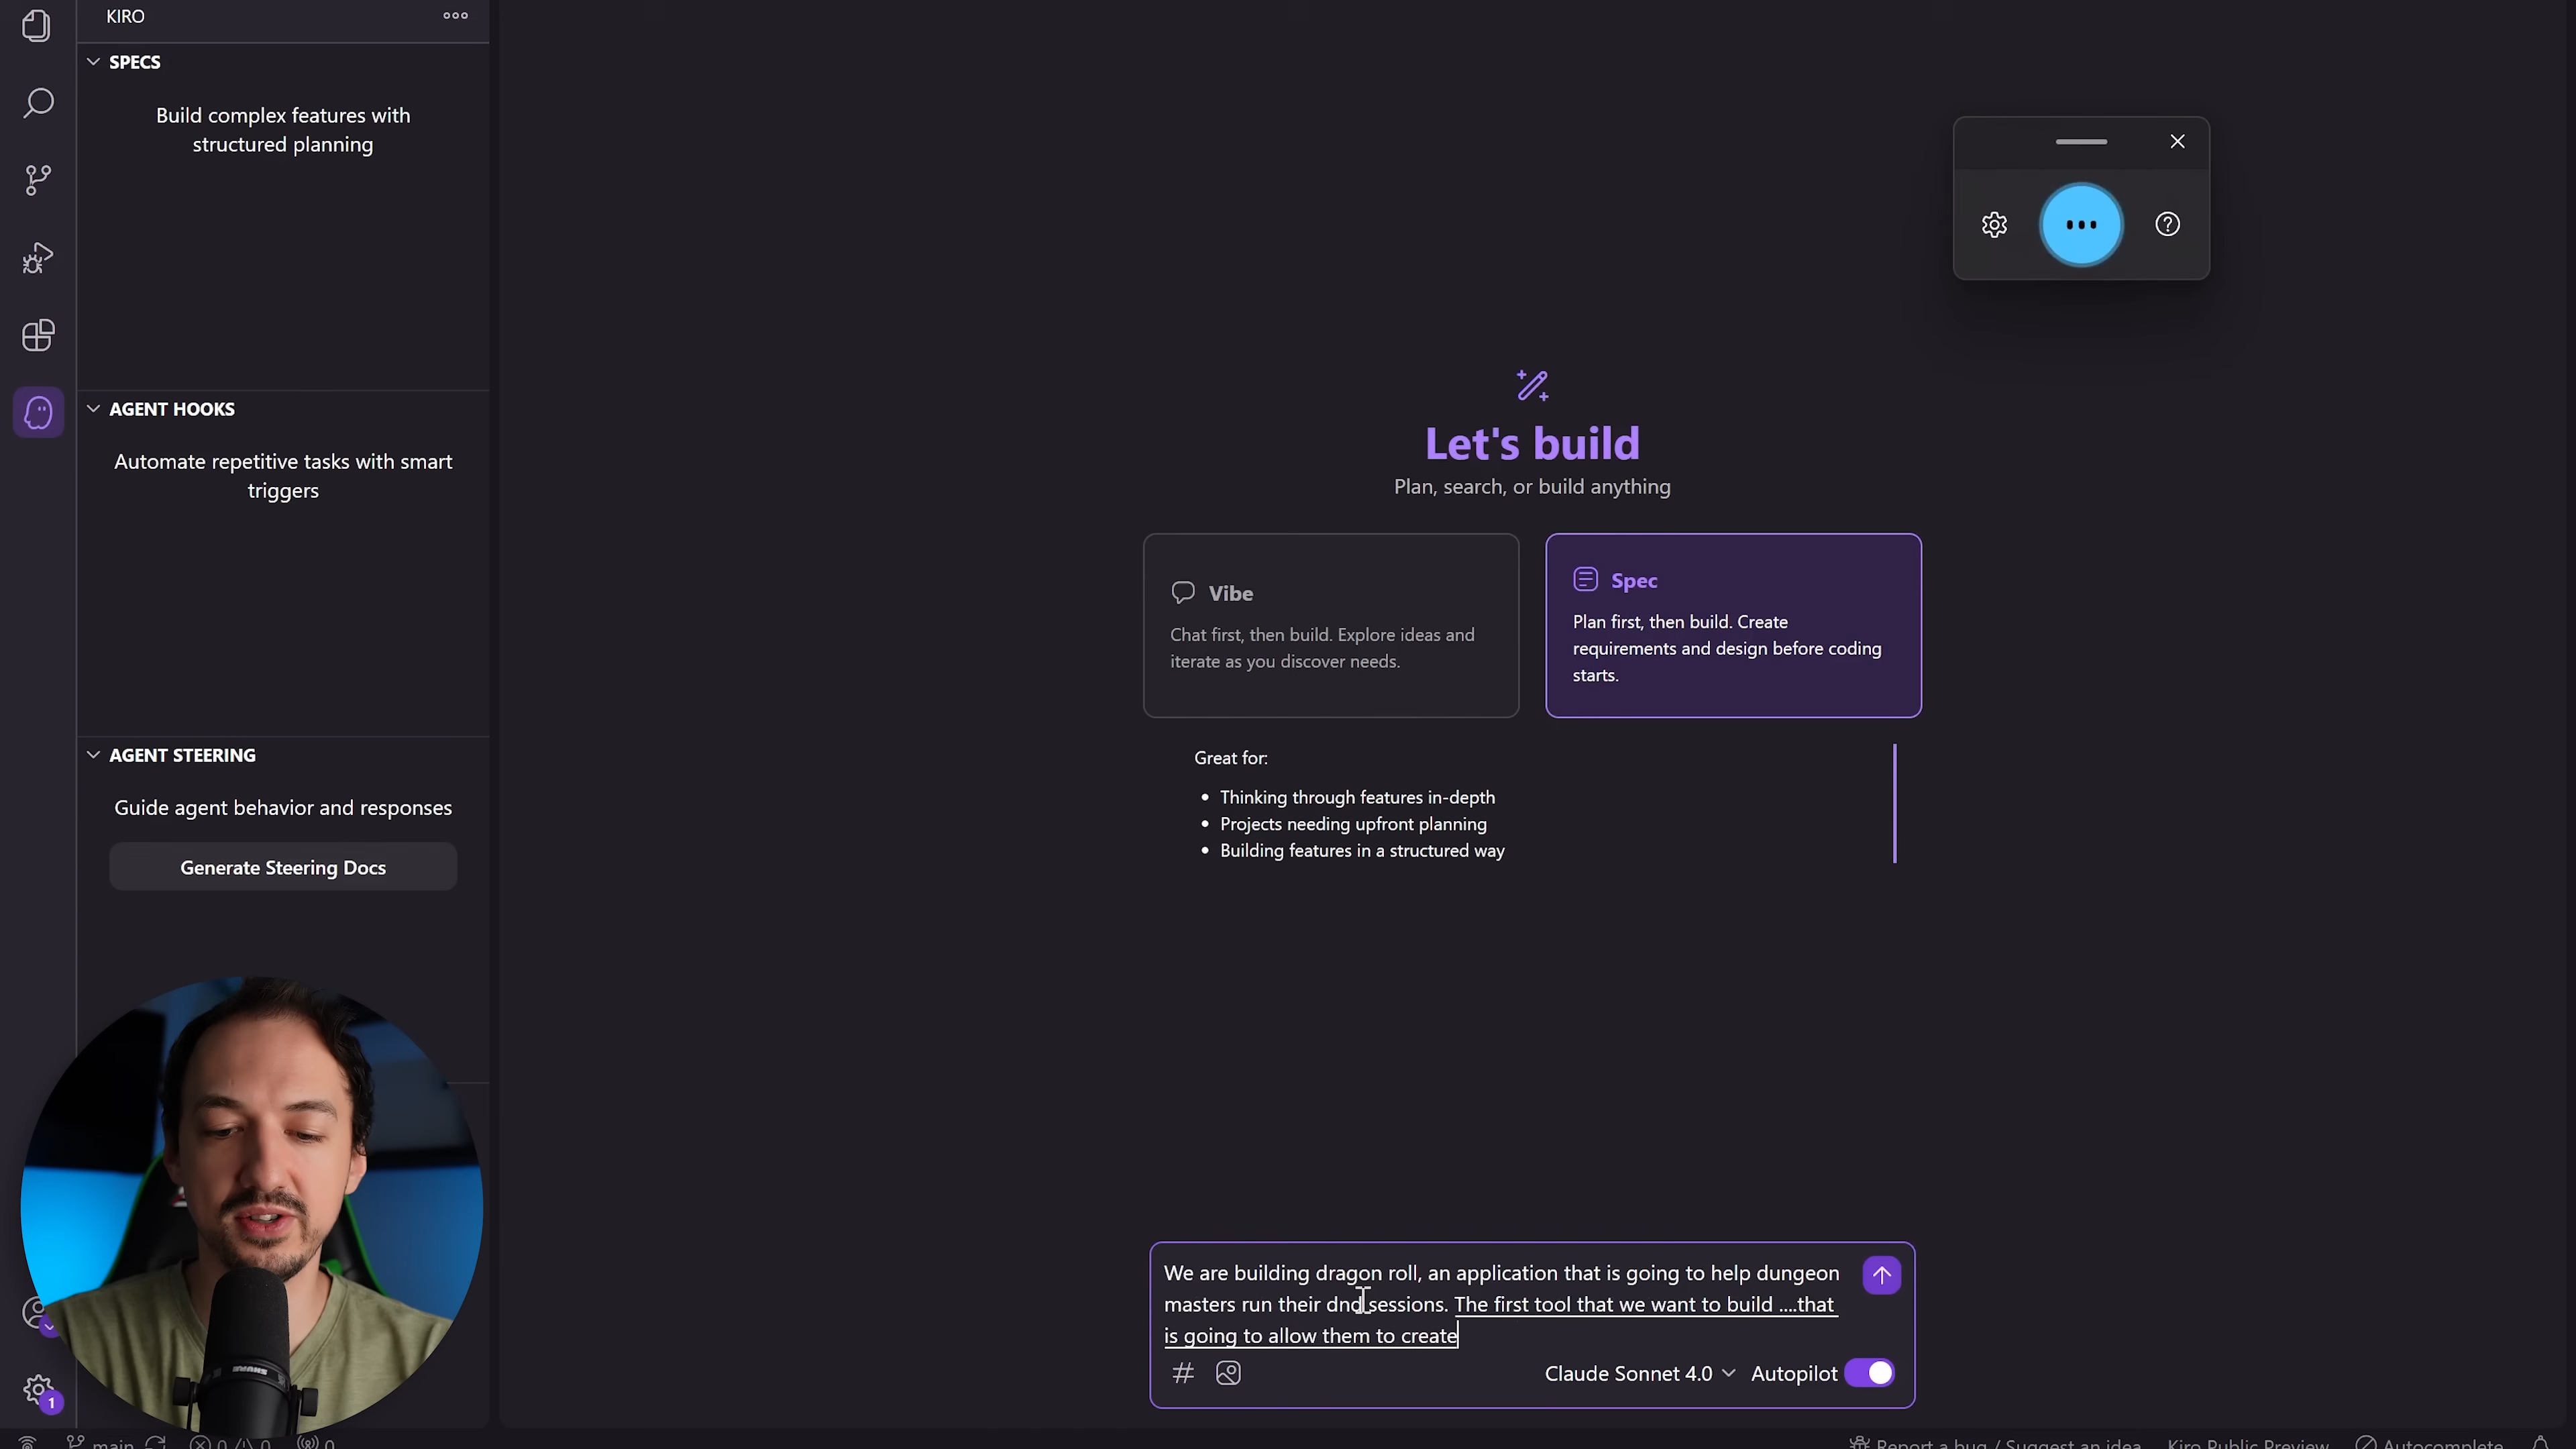 KIRO
SPECS
Build complex features with
structured planning
AGENT HOOKS
Automate repetitive tasks with smart
triggers
AGENT STEERING
Guide agent behavior and responses
Generate Steering Docs
Let's build
Plan, search, or build anything
Vibe
Chat first, then build. Explore ideas and
iterate as you discover needs.
Spec
Plan first, then build. Create
requirements and design before coding
starts.
Great for:
• Thinking through features in-depth
• Projects needing upfront planning
• Building features in a structured way
We are building dragon roll, an application that is going to help dungeon
masters run their dnd sessions. The first tool that we want to build ....that
is going to allow them to create
Claude Sonnet 4.0
Autopilot
1
SHURE
main 0 0 0
Report a bug / Suggest an idea Kiro Public Preview Autocomplete